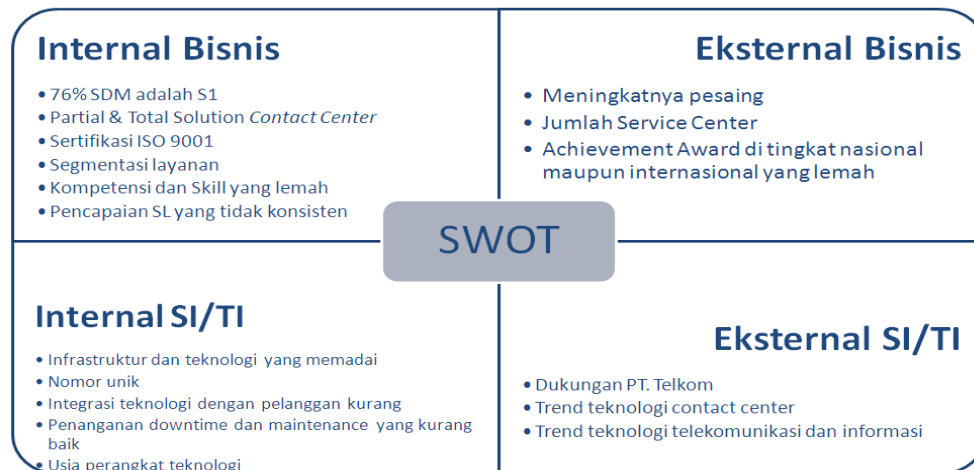 Internal Bisnis
• 76% SDM adalah S1
• Partial & Total Solution Contact Center
• Sertifikasi ISO 9001
• Segmentasi layanan
• Kompetensi dan Skill yang lemah
• Pencapaian SL yang tidak konsisten
Eksternal Bisnis
• Meningkatnya pesaing
• Jumlah Service Center
• Achievement Award di tingkat nasional
maupun internasional yang lemah
SWOT
Internal SI/TI
• Infrastruktur dan teknologi yang memadai
• Nomor unik
• Integrasi teknologi dengan pelanggan kurang
• Penanganan downtime dan maintenance yang kurang
baik
• Usia perangkat teknologi
Eksternal SI/TI
• Dukungan PT. Telkom
• Trend teknologi contact center
• Trend teknologi telekomunikasi dan informasi